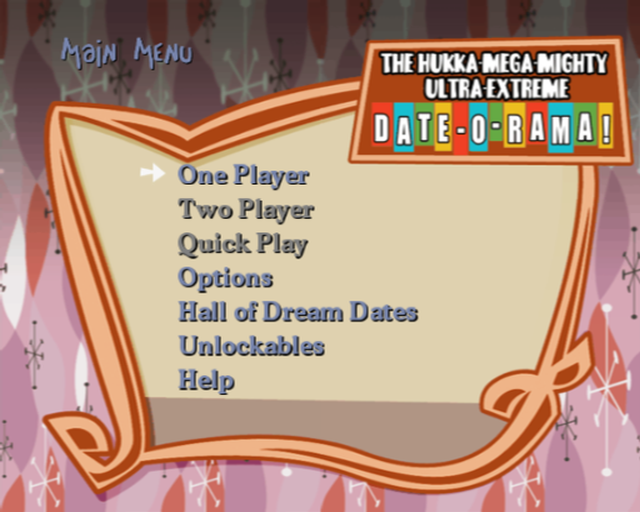 Main Menu
THE HUKKA-MEGA-MIGHTY
ULTRA-EXTREME
DATE-O-RAMA!
One Player
Two Player
Quick Play
Options
Hall of Dream Dates
Unlockables
Help